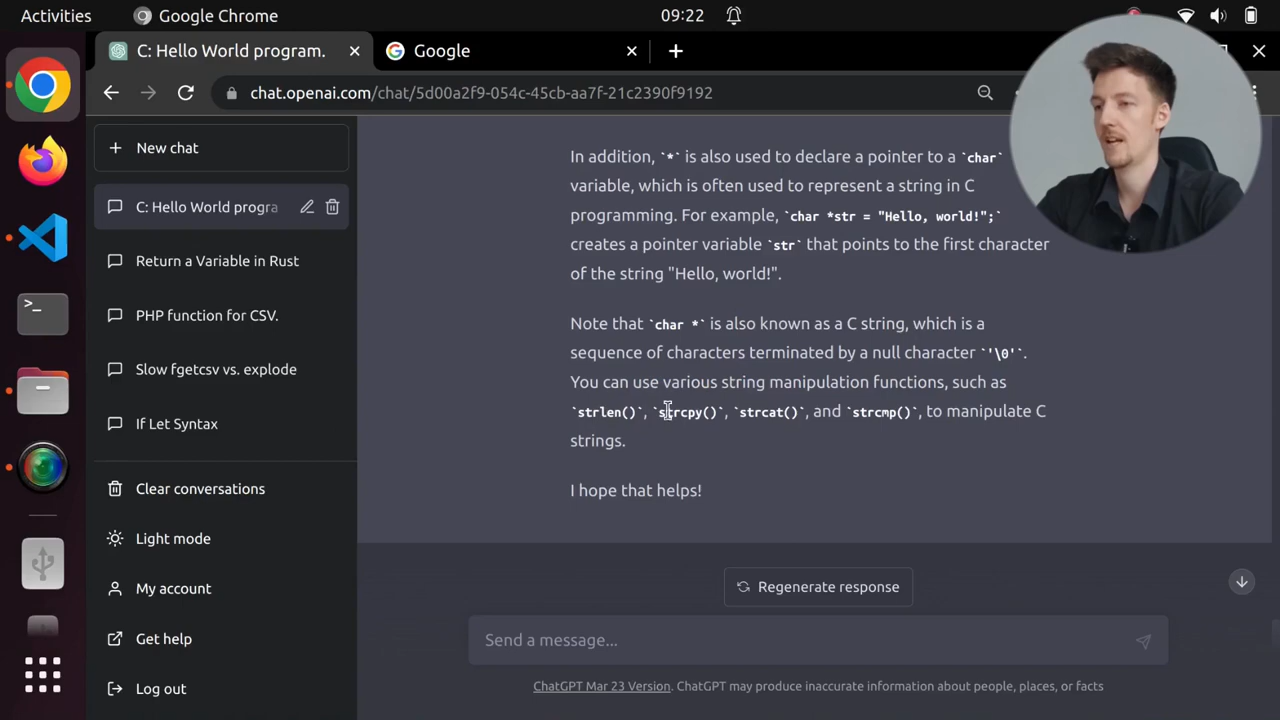 Activities
Google Chrome
09:22
C: Hello World program.
Google
chat.openai.com/chat/5d00a2f9-054c-45cb-aa7f-21c2390f9192
New chat
C: Hello World progra
Return a Variable in Rust
PHP function for CSV.
Slow fgetcsv vs. explode
If Let Syntax
Clear conversations
Light mode
My account
Get help
Log out
In addition, `*` is also used to declare a pointer to a `char`
variable, which is often used to represent a string in C
programming. For example, `char *str = "Hello, world!";`
creates a pointer variable `str` that points to the first character
of the string "Hello, world!".
Note that `char *` is also known as a C string, which is a
sequence of characters terminated by a null character `'\0'`.
You can use various string manipulation functions, such as
`strlen()`, `strcpy()`, `strcat()`, and `strcmp()`, to manipulate C
strings.
I hope that helps!
Regenerate response
Send a message...
ChatGPT Mar 23 Version. ChatGPT may produce inaccurate information about people, places, or facts